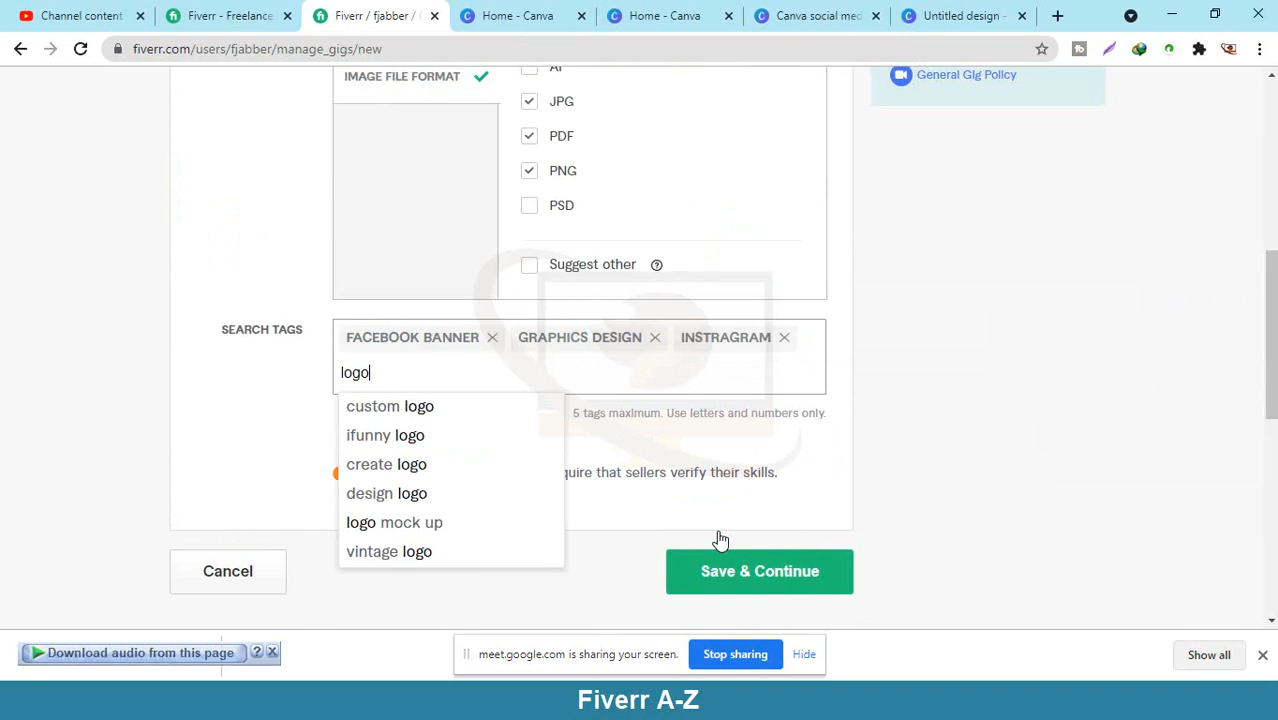 Channel content
Fiverr - Freelance
Fiverr / fjabber /
Home - Canva
Home - Canva
Canva social med
Untitled design -
fiverr.com/users/fjabber/manage_gigs/new
IMAGE FILE FORMAT
AI
JPG
PDF
PNG
PSD
Suggest other
General Gig Policy
SEARCH TAGS
FACEBOOK BANNER
GRAPHICS DESIGN
INSTRAGRAM
logo
custom logo
ifunny logo
create logo
design logo
logo mock up
vintage logo
5 tags maximum. Use letters and numbers only.
quire that sellers verify their skills.
Cancel
Save & Continue
Download audio from this page
meet.google.com is sharing your screen.
Stop sharing
Hide
Show all
Fiverr A-Z